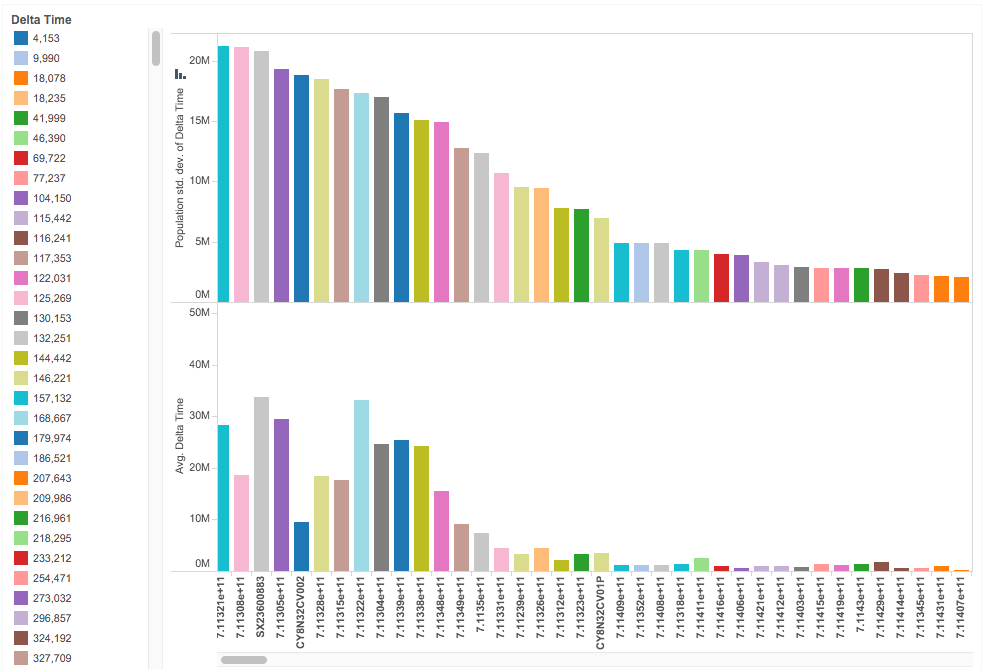 Delta Time
4,153
9,990
18,078
18,235
41,999
46,390
69,722
77,237
104,150
115,442
116,241
117,353
122,031
125,269
130,153
132,251
144,442
146,221
157,132
168,667
179,974
186,521
207,643
209,986
216,961
218,295
233,212
254,471
273,032
296,857
324,192
327,709
Population std. dev. of Delta Time
20M
15M
10M
5M
0M
Avg. Delta Time
50M
40M
30M
20M
10M
0M
7.11321e+11
7.11308e+11
SX23600883
7.11305e+11
CY8N32CV002
7.11328e+11
7.11315e+11
7.11322e+11
7.11304e+11
7.11339e+11
7.11338e+11
7.11348e+11
7.11349e+11
7.1135e+11
7.11331e+11
7.11239e+11
7.11326e+11
7.11312e+11
7.11323e+11
CY8N32CV01P
7.11409e+11
7.11352e+11
7.11408e+11
7.11318e+11
7.11411e+11
7.11416e+11
7.11406e+11
7.11421e+11
7.11412e+11
7.11403e+11
7.11415e+11
7.11419e+11
7.1143e+11
7.11429e+11
7.11414e+11
7.11345e+11
7.11431e+11
7.11407e+11